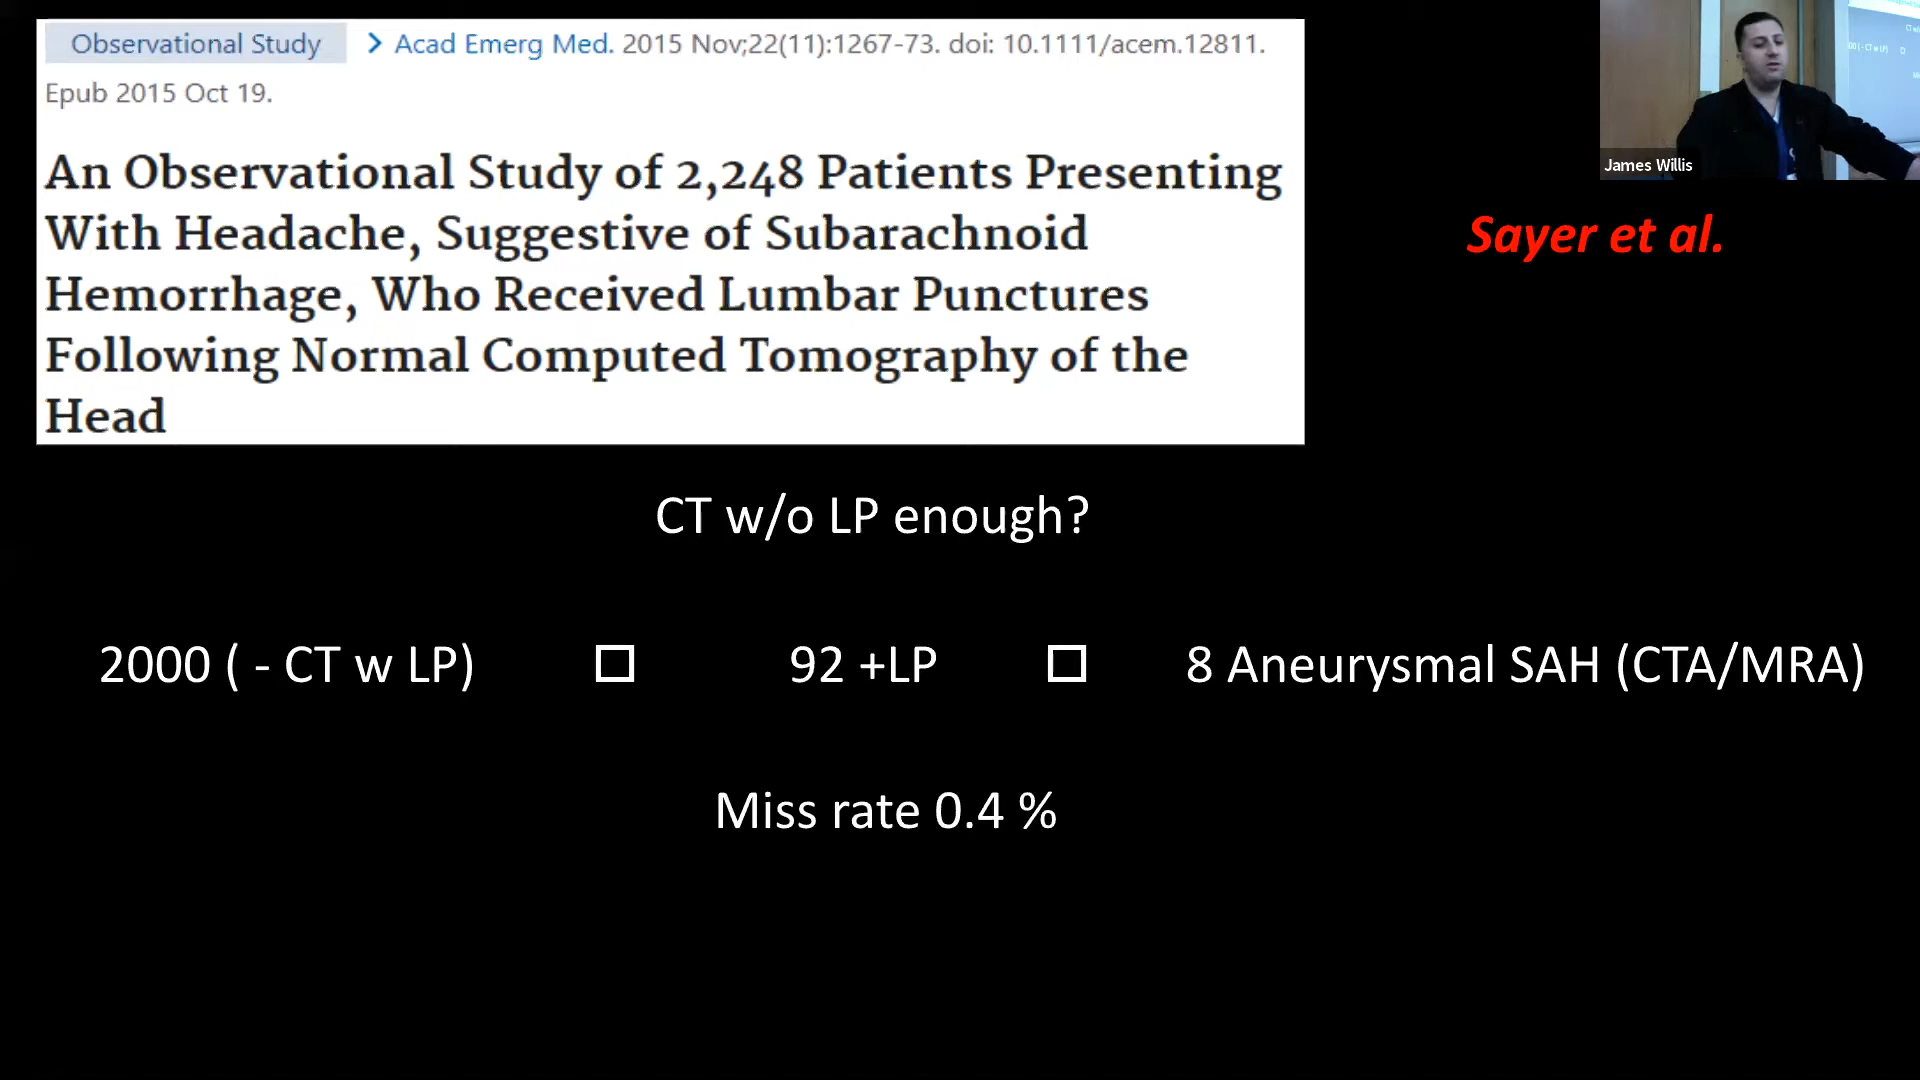 Observational Study > Acad Emerg Med. 2015 Nov;22(11):1267-73. doi: 10.1111/acem.12811.
Epub 2015 Oct 19.
An Observational Study of 2,248 Patients Presenting
With Headache, Suggestive of Subarachnoid
Hemorrhage, Who Received Lumbar Punctures
Following Normal Computed Tomography of the
Head
James Willis
Sayer et al.
CT w/o LP enough?
2000 ( - CT w LP) □ 92 +LP □ 8 Aneurysmal SAH (CTA/MRA)
Miss rate 0.4 %